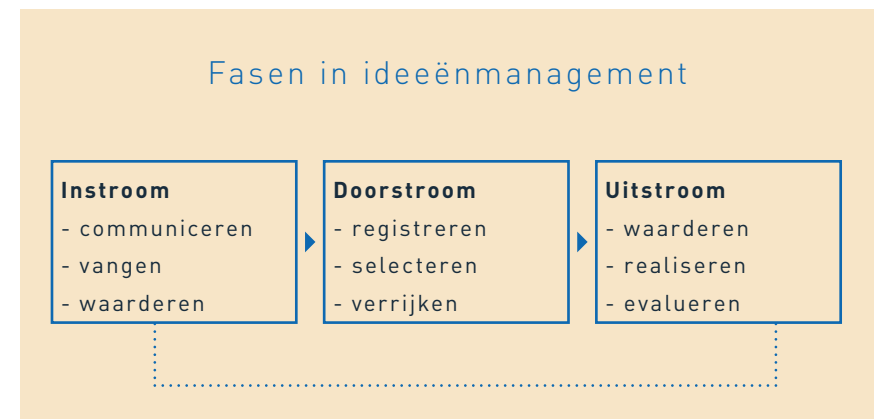 Fasen in ideeënmanagement
Instroom
- communiceren
- vangen
- waarderen
Doorstroom
- registreren
- selecteren
- verrijken
Uitstroom
- waarderen
- realiseren
- evalueren